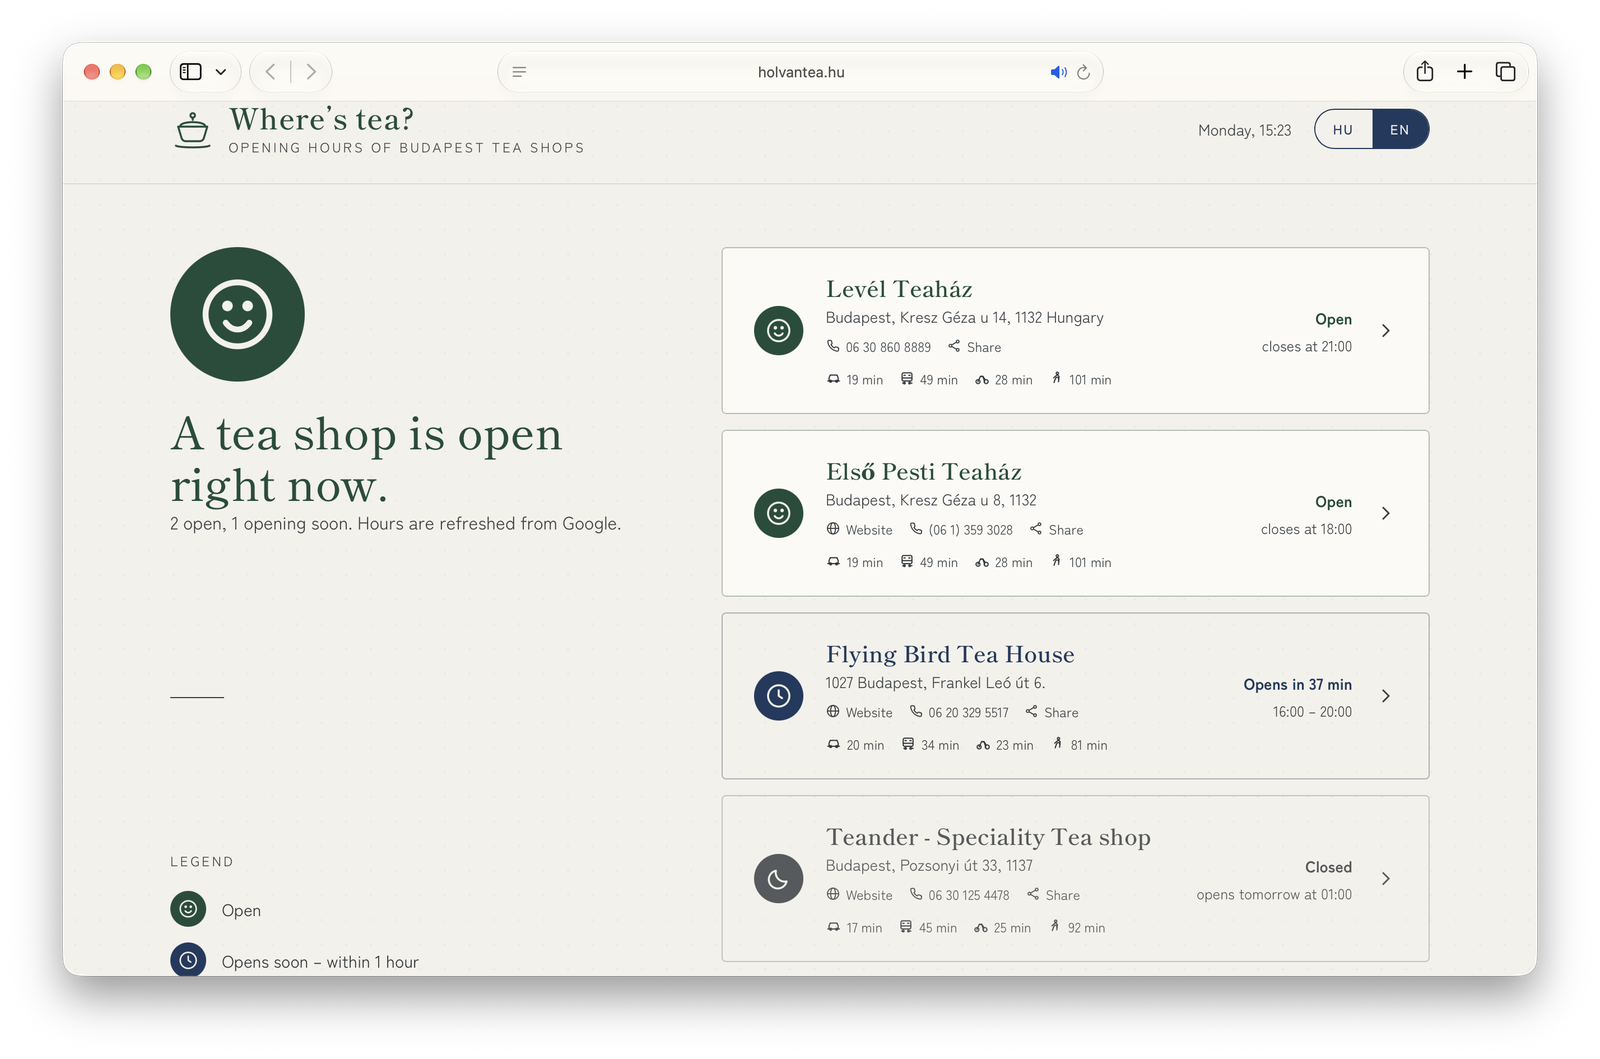 holvantea.hu
Where's tea?
OPENING HOURS OF BUDAPEST TEA SHOPS
Monday, 15:23
HU
EN
A tea shop is open
right now.
2 open, 1 opening soon. Hours are refreshed from Google.
LEGEND
Open
Opens soon – within 1 hour
Levél Teaház
Budapest, Kresz Géza u 14, 1132 Hungary
06 30 860 8889 Share
19 min 49 min 28 min 101 min
Open
closes at 21:00
Első Pesti Teaház
Budapest, Kresz Géza u 8, 1132
Website (06 1) 359 3028 Share
19 min 49 min 28 min 101 min
Open
closes at 18:00
Flying Bird Tea House
1027 Budapest, Frankel Leó út 6.
Website 06 20 329 5517 Share
20 min 34 min 23 min 81 min
Opens in 37 min
16:00 – 20:00
Teander - Speciality Tea shop
Budapest, Pozsonyi út 33, 1137
Website 06 30 125 4478 Share
17 min 45 min 25 min 92 min
Closed
opens tomorrow at 01:00